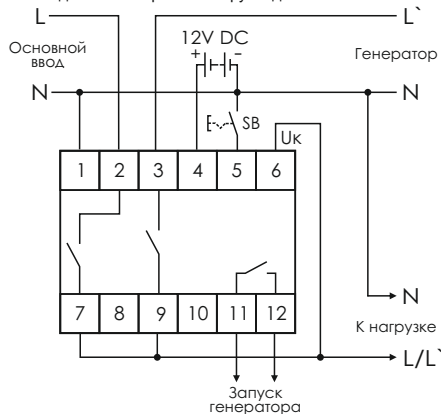 L
L`
12V DC
Основной
ввод
+
−
Генератор
N
N
SB
Uк
1 2 3 4 5 6
7 8 9 10 11 12
N
К нагрузке
L/L`
Запуск
генератора